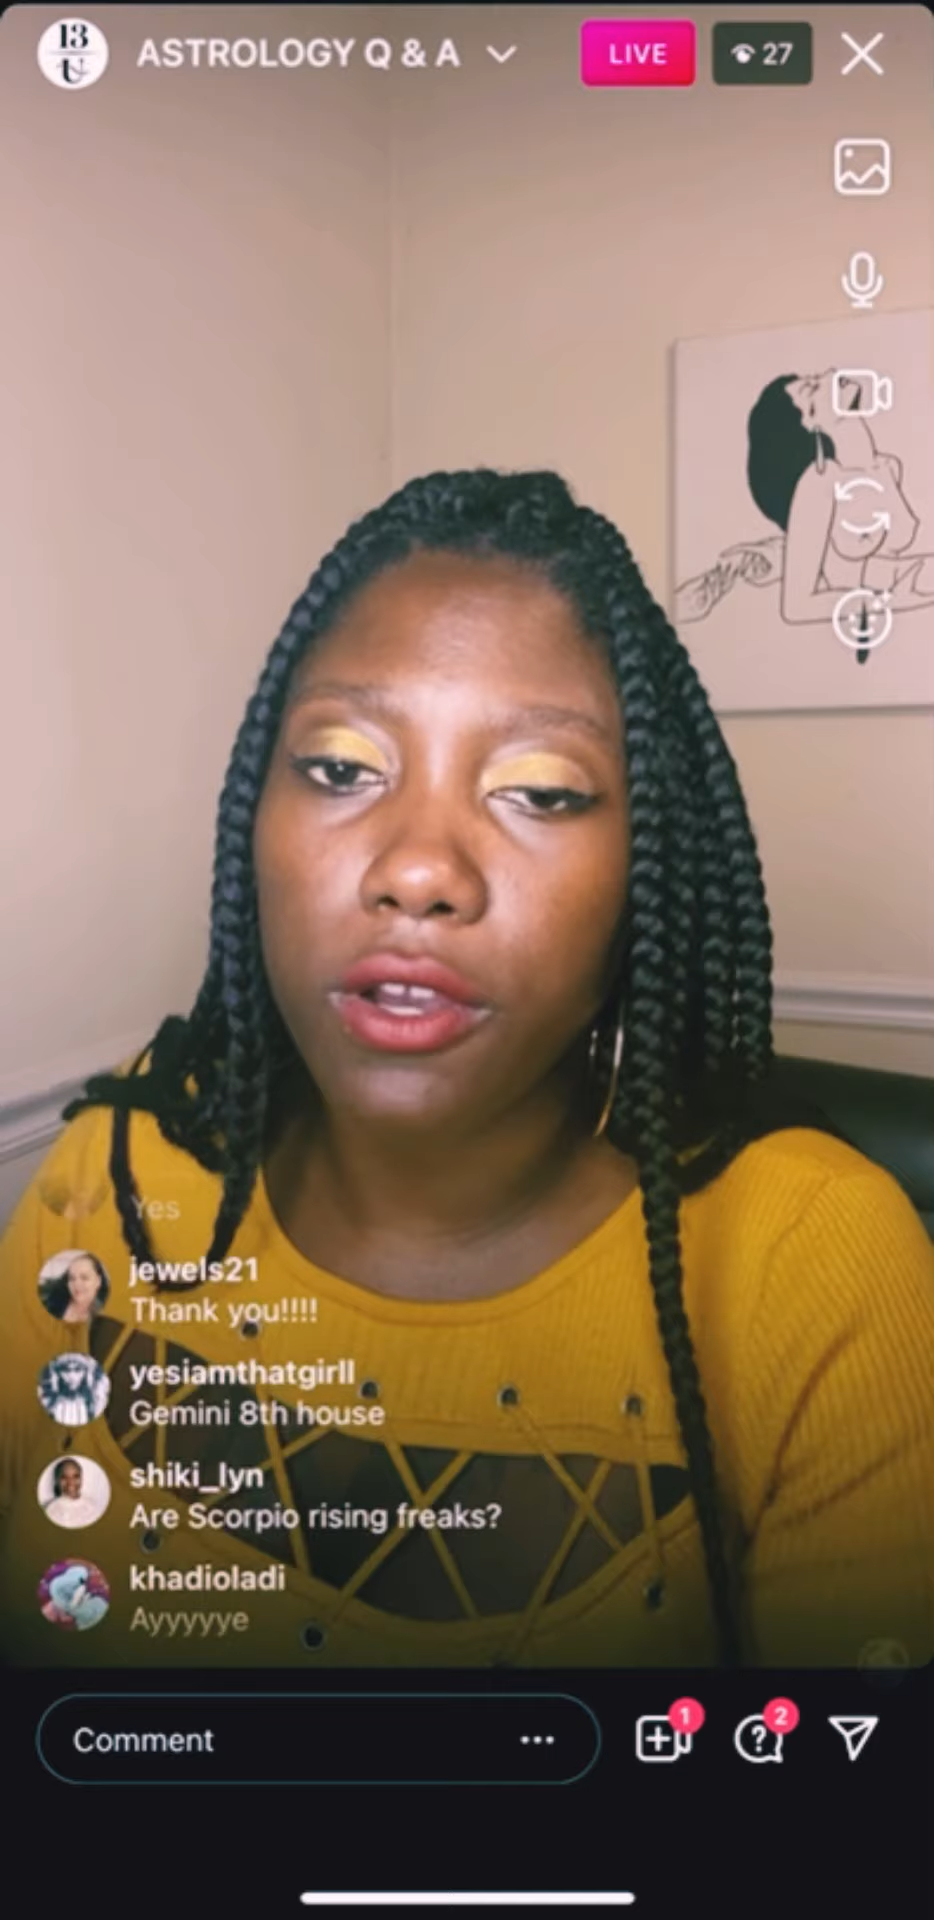 13
U
ASTROLOGY Q & A
LIVE
27
Yes
jewels21
Thank you!!!!
yesiamthatgirll
Gemini 8th house
shiki_lyn
Are Scorpio rising freaks?
khadioladi
Ayyyyye
Comment
1
2